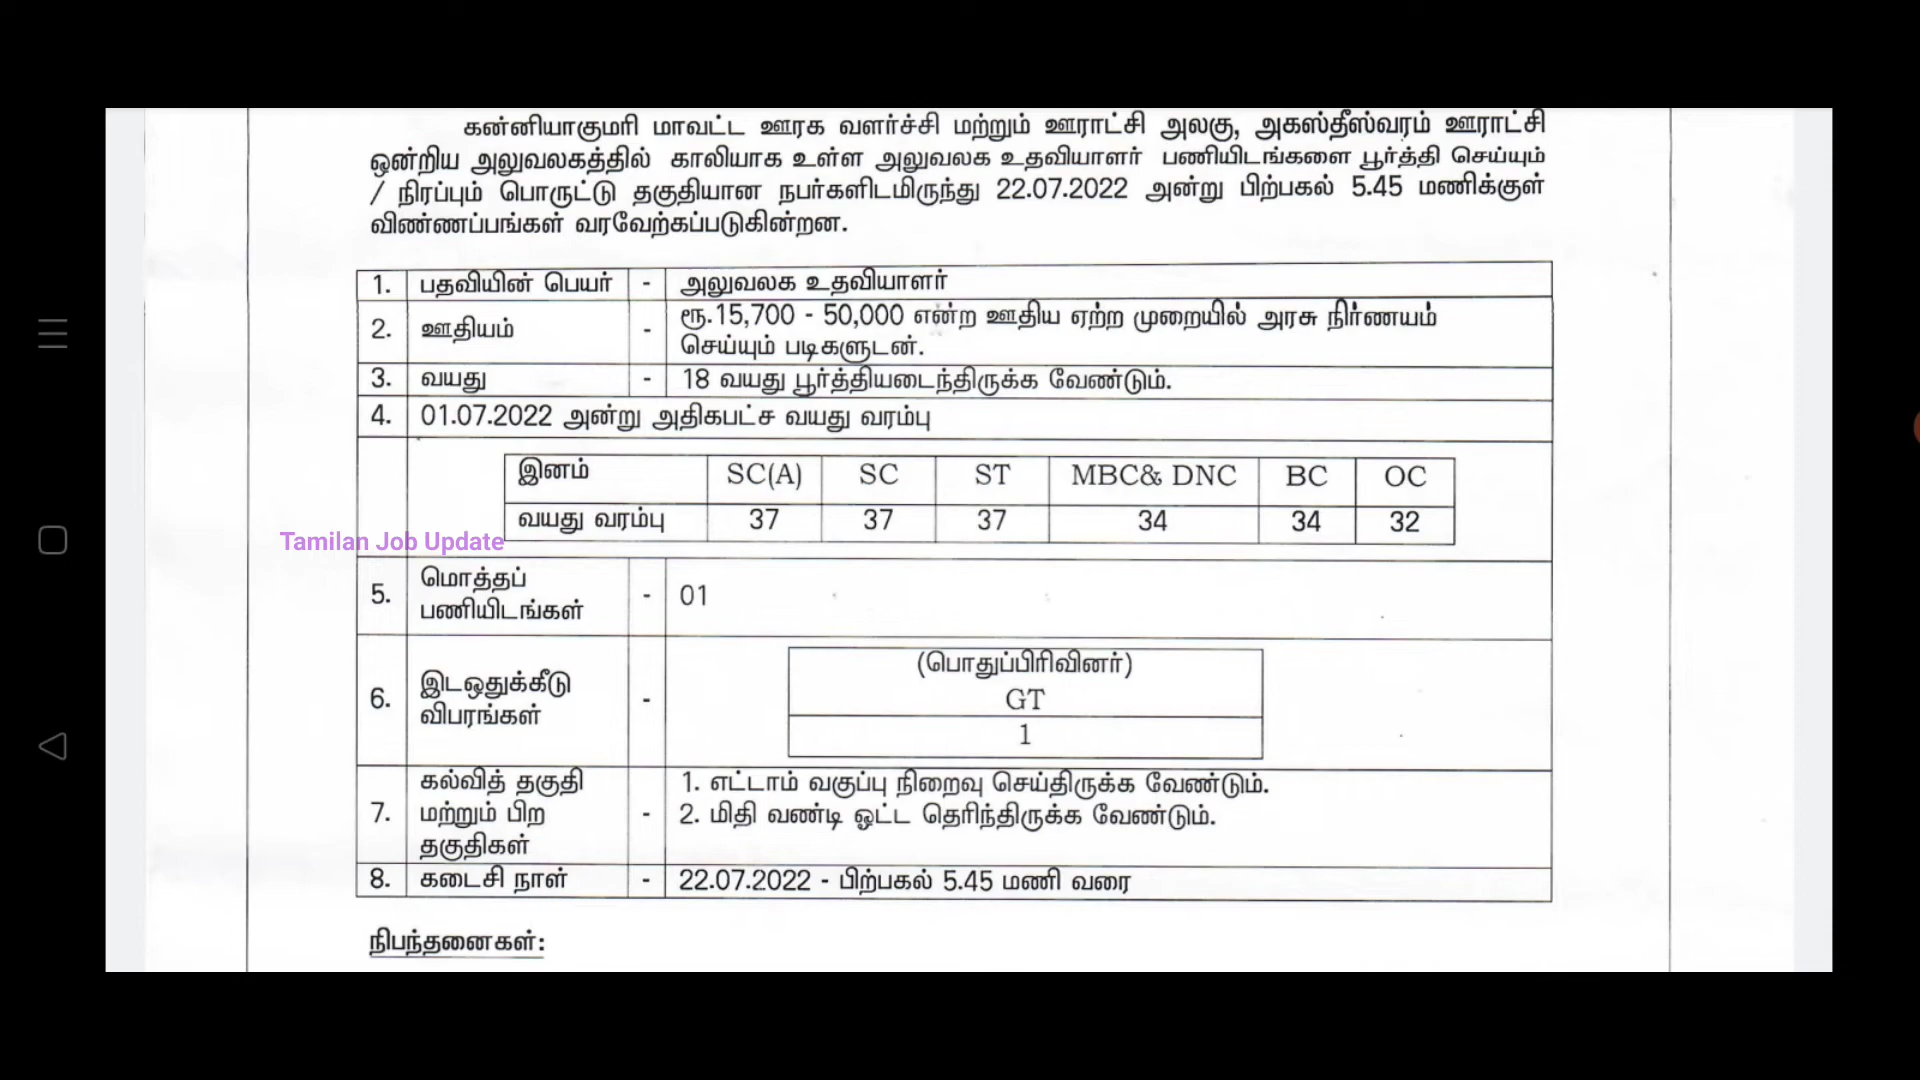 கன்னியாகுமரி மாவட்ட ஊரக வளர்ச்சி மற்றும் ஊராட்சி அலகு, அகஸ்தீஸ்வரம் ஊராட்சி
ஒன்றிய அலுவலகத்தில் காலியாக உள்ள அலுவலக உதவியாளர் பணியிடங்களை பூர்த்தி செய்யும்
/ நிரப்பும் பொருட்டு தகுதியான நபர்களிடமிருந்து 22.07.2022 அன்று பிற்பகல் 5.45 மணிக்குள்
விண்ணப்பங்கள் வரவேற்கப்படுகின்றன.
1. பதவியின் பெயர் - அலுவலக உதவியாளர்
2. ஊதியம் - ரூ.15,700 - 50,000 என்ற ஊதிய ஏற்ற முறையில் அரசு நிர்ணயம்
செய்யும் படிகளுடன்.
3. வயது - 18 வயது பூர்த்தியடைந்திருக்க வேண்டும்.
4. 01.07.2022 அன்று அதிகபட்ச வயது வரம்பு
இனம் SC(A) SC ST MBC& DNC BC OC
வயது வரம்பு 37 37 37 34 34 32
Tamilan Job Update
5. மொத்தப்
பணியிடங்கள் - 01
6. இடஒதுக்கீடு
விபரங்கள் -
(பொதுப்பிரிவினர்)
GT
1
7. கல்வித் தகுதி
மற்றும் பிற
தகுதிகள் -
1. எட்டாம் வகுப்பு நிறைவு செய்திருக்க வேண்டும்.
2. மிதி வண்டி ஓட்ட தெரிந்திருக்க வேண்டும்.
8. கடைசி நாள் - 22.07.2022 - பிற்பகல் 5.45 மணி வரை
நிபந்தனைகள்: